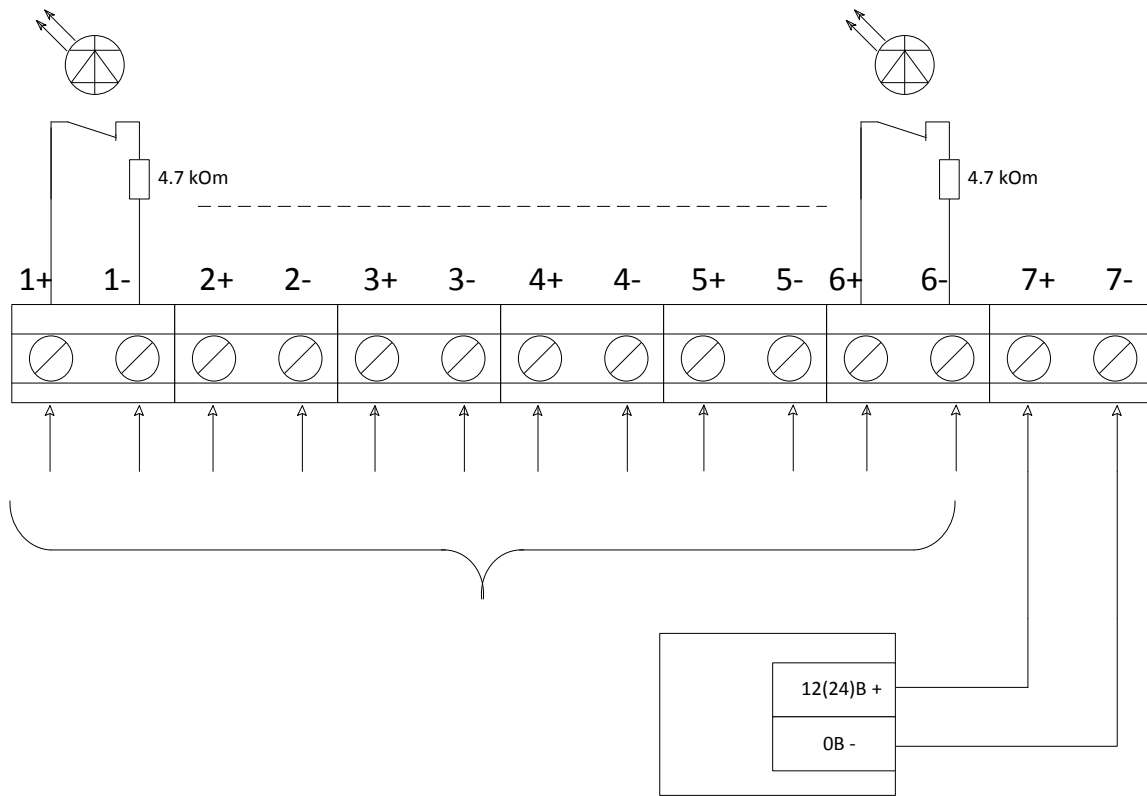 4.7 kOm
4.7 kOm
1+ 1- 2+ 2- 3+ 3- 4+ 4- 5+ 5- 6+ 6- 7+ 7-
12(24)В +
0В -